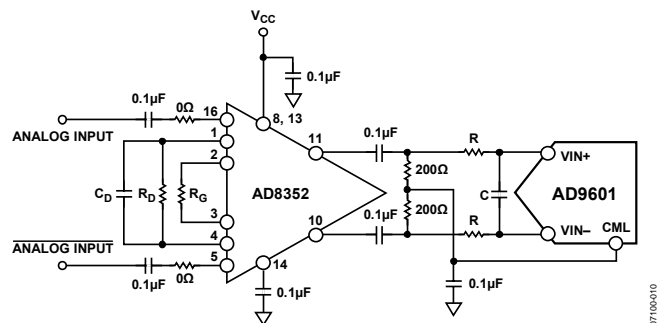 VCC
0.1µF
0.1µF
0Ω
16
8, 13
ANALOG INPUT
1
2
11
0.1µF
R
VIN+
200Ω
CD
RD
RG
AD8352
C
AD9601
200Ω
3
0.1µF
4
10
R
VIN–
CML
ANALOG INPUT
5
14
0.1µF
0Ω
0.1µF
0.1µF
07100-010